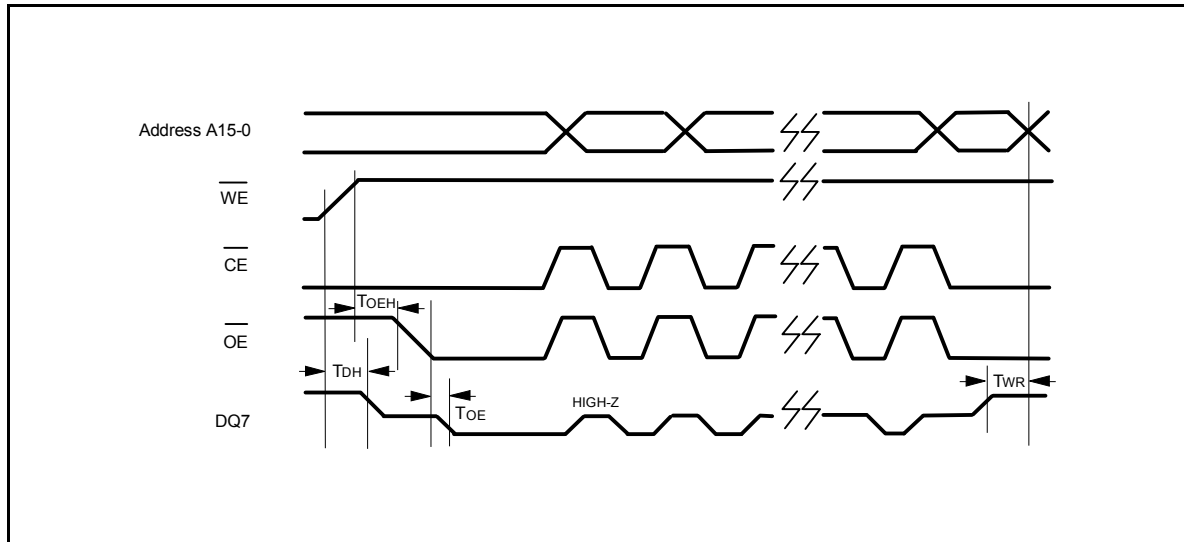 Address A15-0
WE
CE
TOEH
OE
TDH
TWR
TOE
HIGH-Z
DQ7